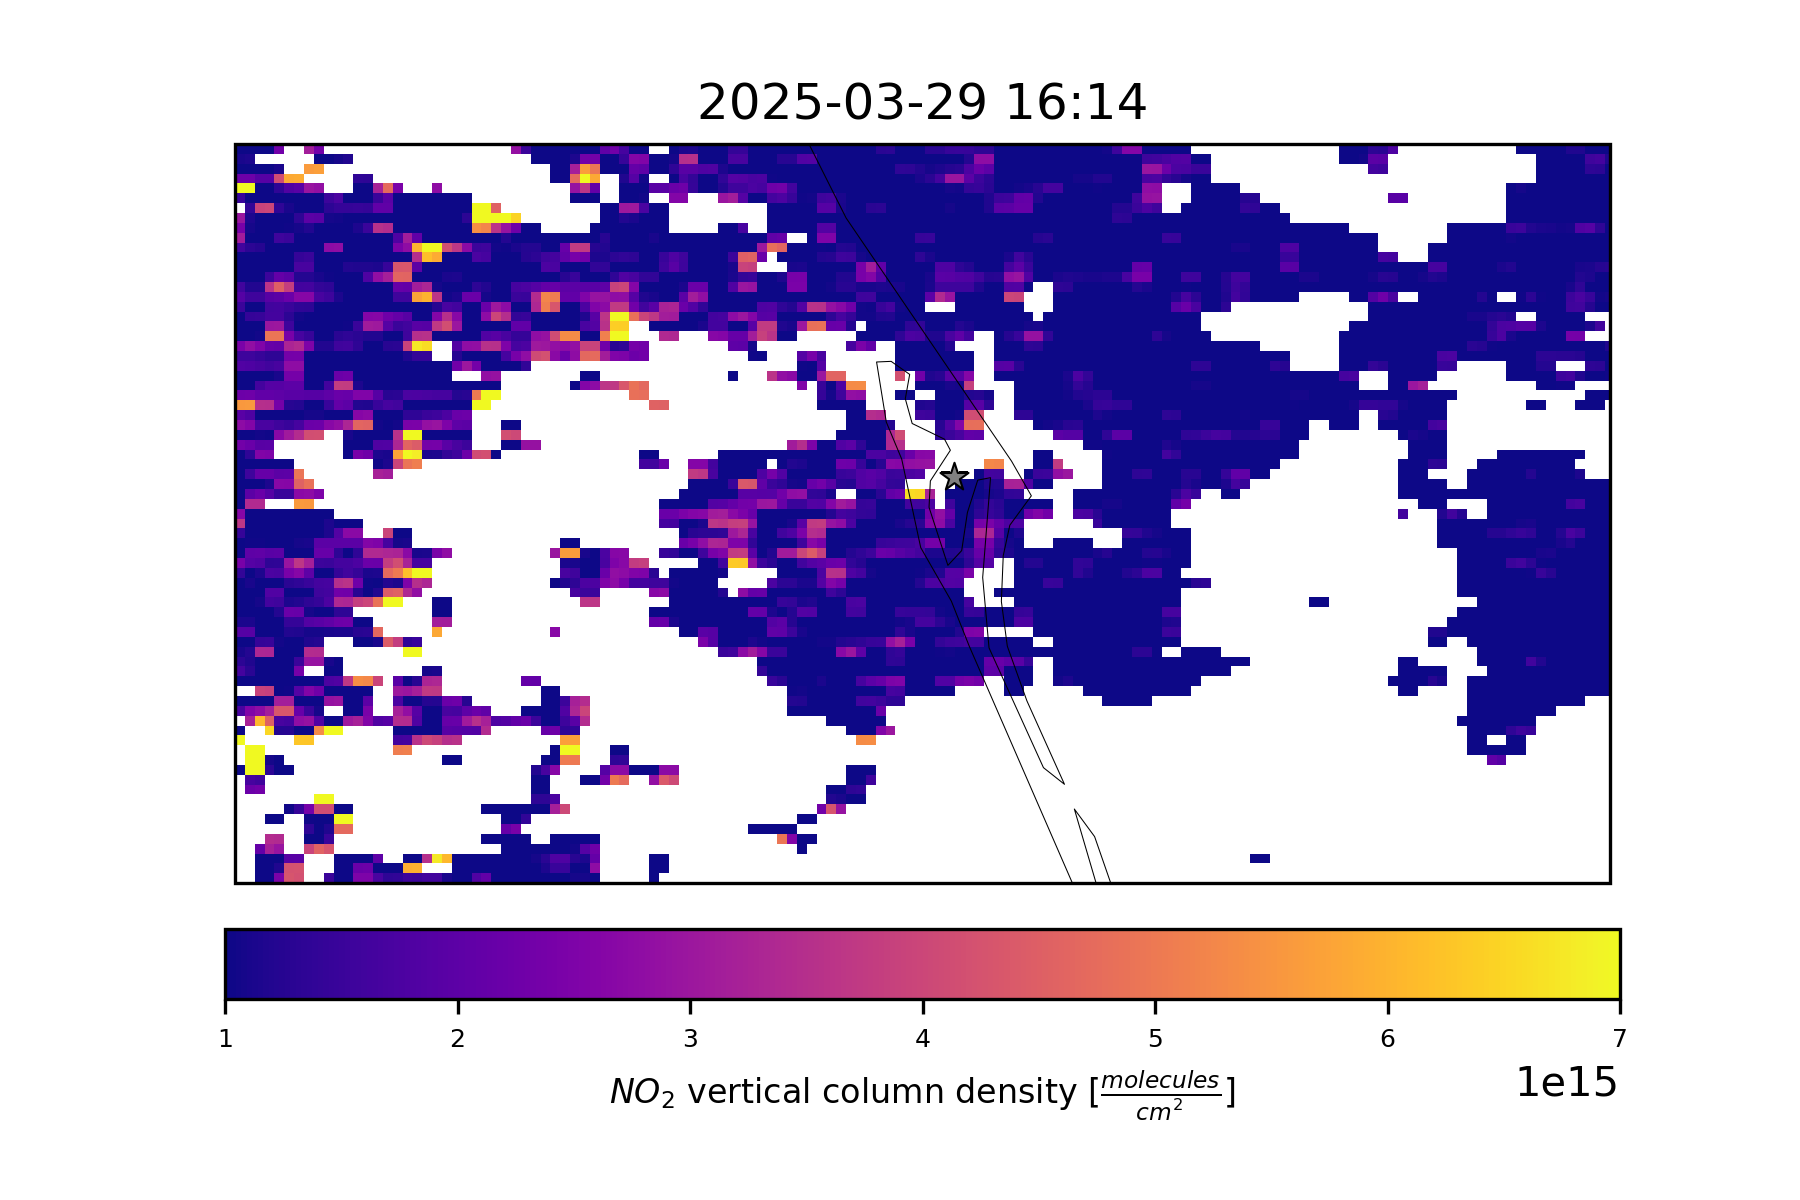 2025-03-29 16:14
1 2 3 4 5 6 7
1e15
NO₂ vertical column density [molecules/cm²]